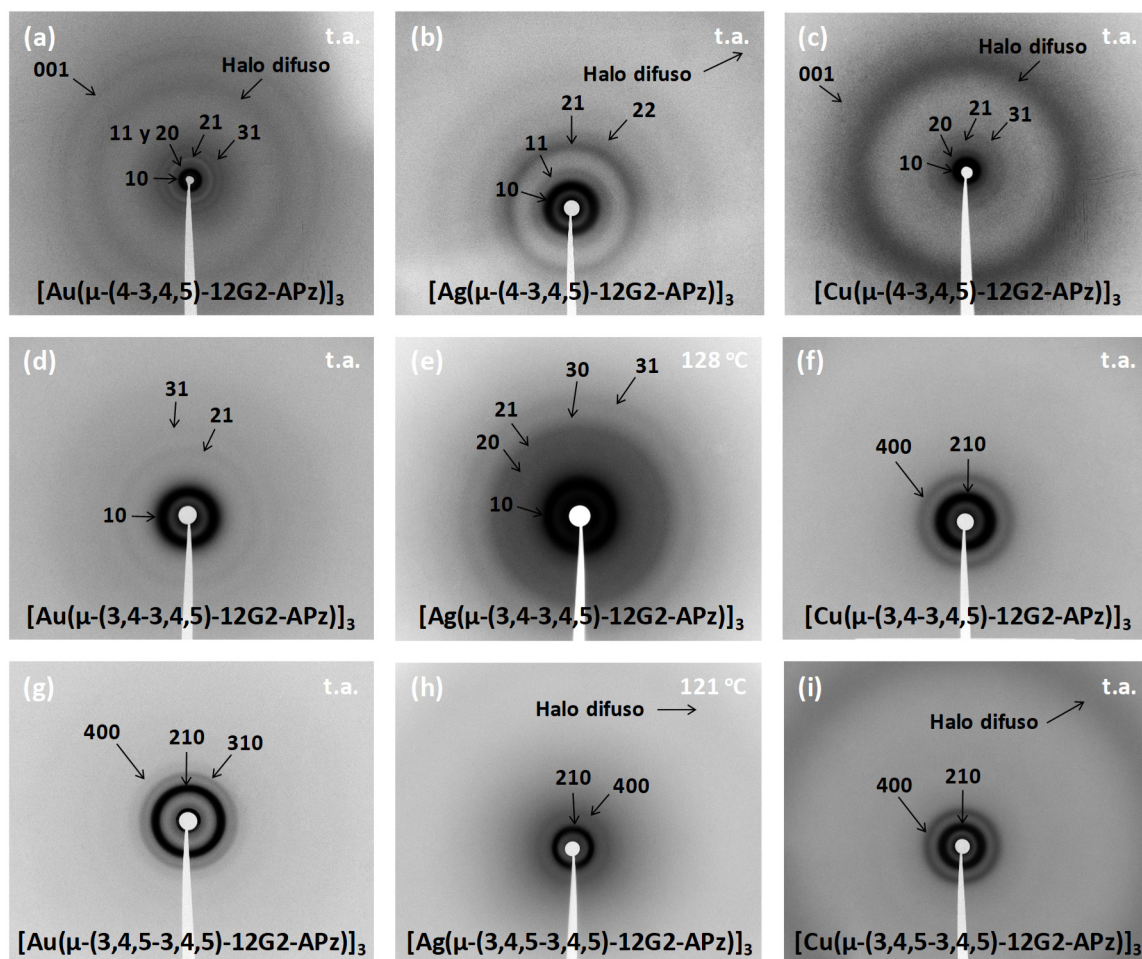 (a) t.a.
001
Halo difuso
11 y 20 21 31
10
[Au(μ-(4-3,4,5)-12G2-APz)]₃
(b) t.a.
Halo difuso
21 22
11
10
[Ag(μ-(4-3,4,5)-12G2-APz)]₃
(c) t.a.
001
Halo difuso
20 21 31
10
[Cu(μ-(4-3,4,5)-12G2-APz)]₃
(d) t.a.
31
21
10
[Au(μ-(3,4-3,4,5)-12G2-APz)]₃
(e) 128 °C
30 31
21
20
10
[Ag(μ-(3,4-3,4,5)-12G2-APz)]₃
(f) t.a.
400 210
[Cu(μ-(3,4-3,4,5)-12G2-APz)]₃
(g) t.a.
400 210 310
[Au(μ-(3,4,5-3,4,5)-12G2-APz)]₃
(h) 121 °C
Halo difuso
210 400
[Ag(μ-(3,4,5-3,4,5)-12G2-APz)]₃
(i) t.a.
Halo difuso
400 210
[Cu(μ-(3,4,5-3,4,5)-12G2-APz)]₃